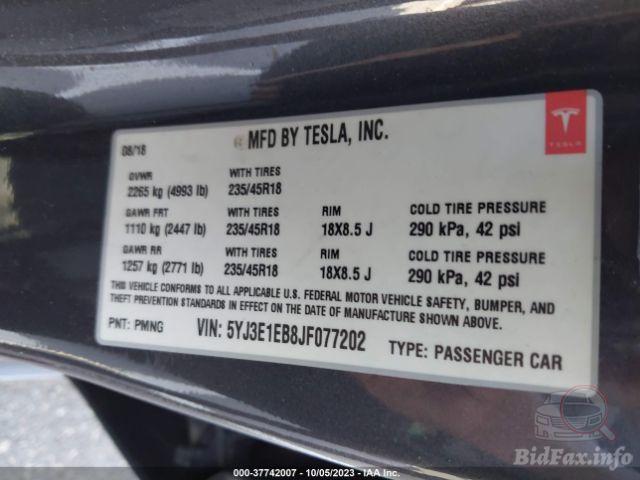 MFD BY TESLA, INC.
08/18
GVWR
2265 kg (4993 lb)
WITH TIRES
235/45R18
GAWR FRT
1110 kg (2447 lb)
WITH TIRES
235/45R18
RIM
18X8.5 J
COLD TIRE PRESSURE
290 kPa, 42 psi
GAWR RR
1257 kg (2771 lb)
WITH TIRES
235/45R18
RIM
18X8.5 J
COLD TIRE PRESSURE
290 kPa, 42 psi
THIS VEHICLE CONFORMS TO ALL APPLICABLE U.S. FEDERAL MOTOR VEHICLE SAFETY, BUMPER, AND
THEFT PREVENTION STANDARDS IN EFFECT ON THE DATE OF MANUFACTURE SHOWN ABOVE.
PNT: PMNG
VIN: 5YJ3E1EB8JF077202
TYPE: PASSENGER CAR
BidFax.info
000-37742007 - 10/05/2023 - IAA Inc.